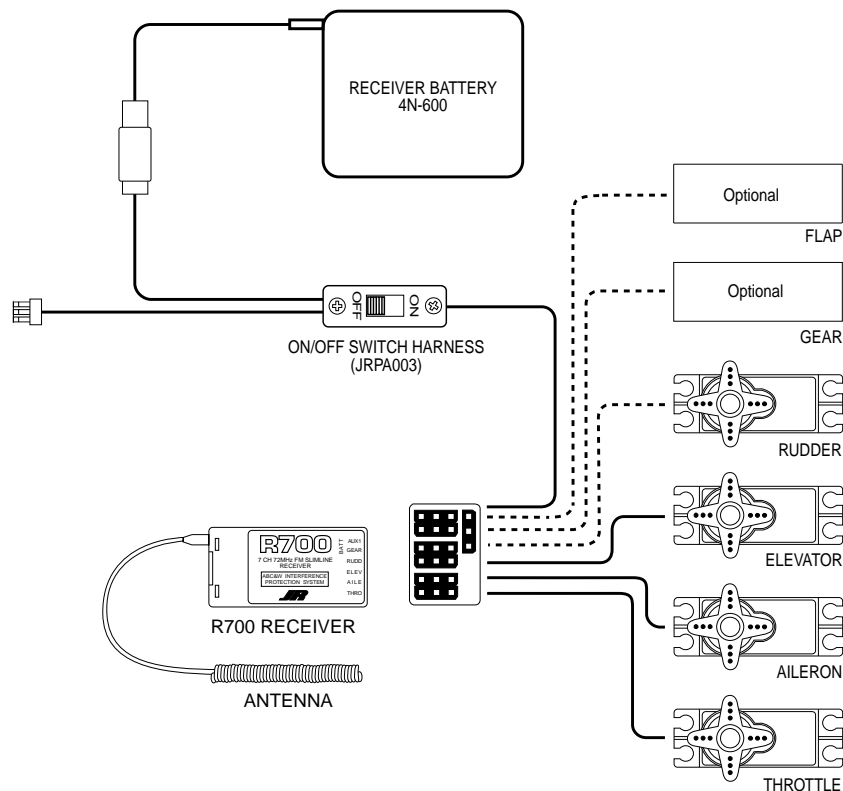 RECEIVER BATTERY
4N-600
Optional
FLAP
Optional
GEAR
OFF
ON
ON/OFF SWITCH HARNESS
(JRPA003)
RUDDER
ELEVATOR
R700
7 CH 72MHz FM SLIMLINE
RECEIVER
ABC&W INTERFERENCE
PROTECTION SYSTEM
JR
BATT
AUX1
GEAR
RUDD
ELEV
AILE
THRO
R700 RECEIVER
ANTENNA
AILERON
THROTTLE